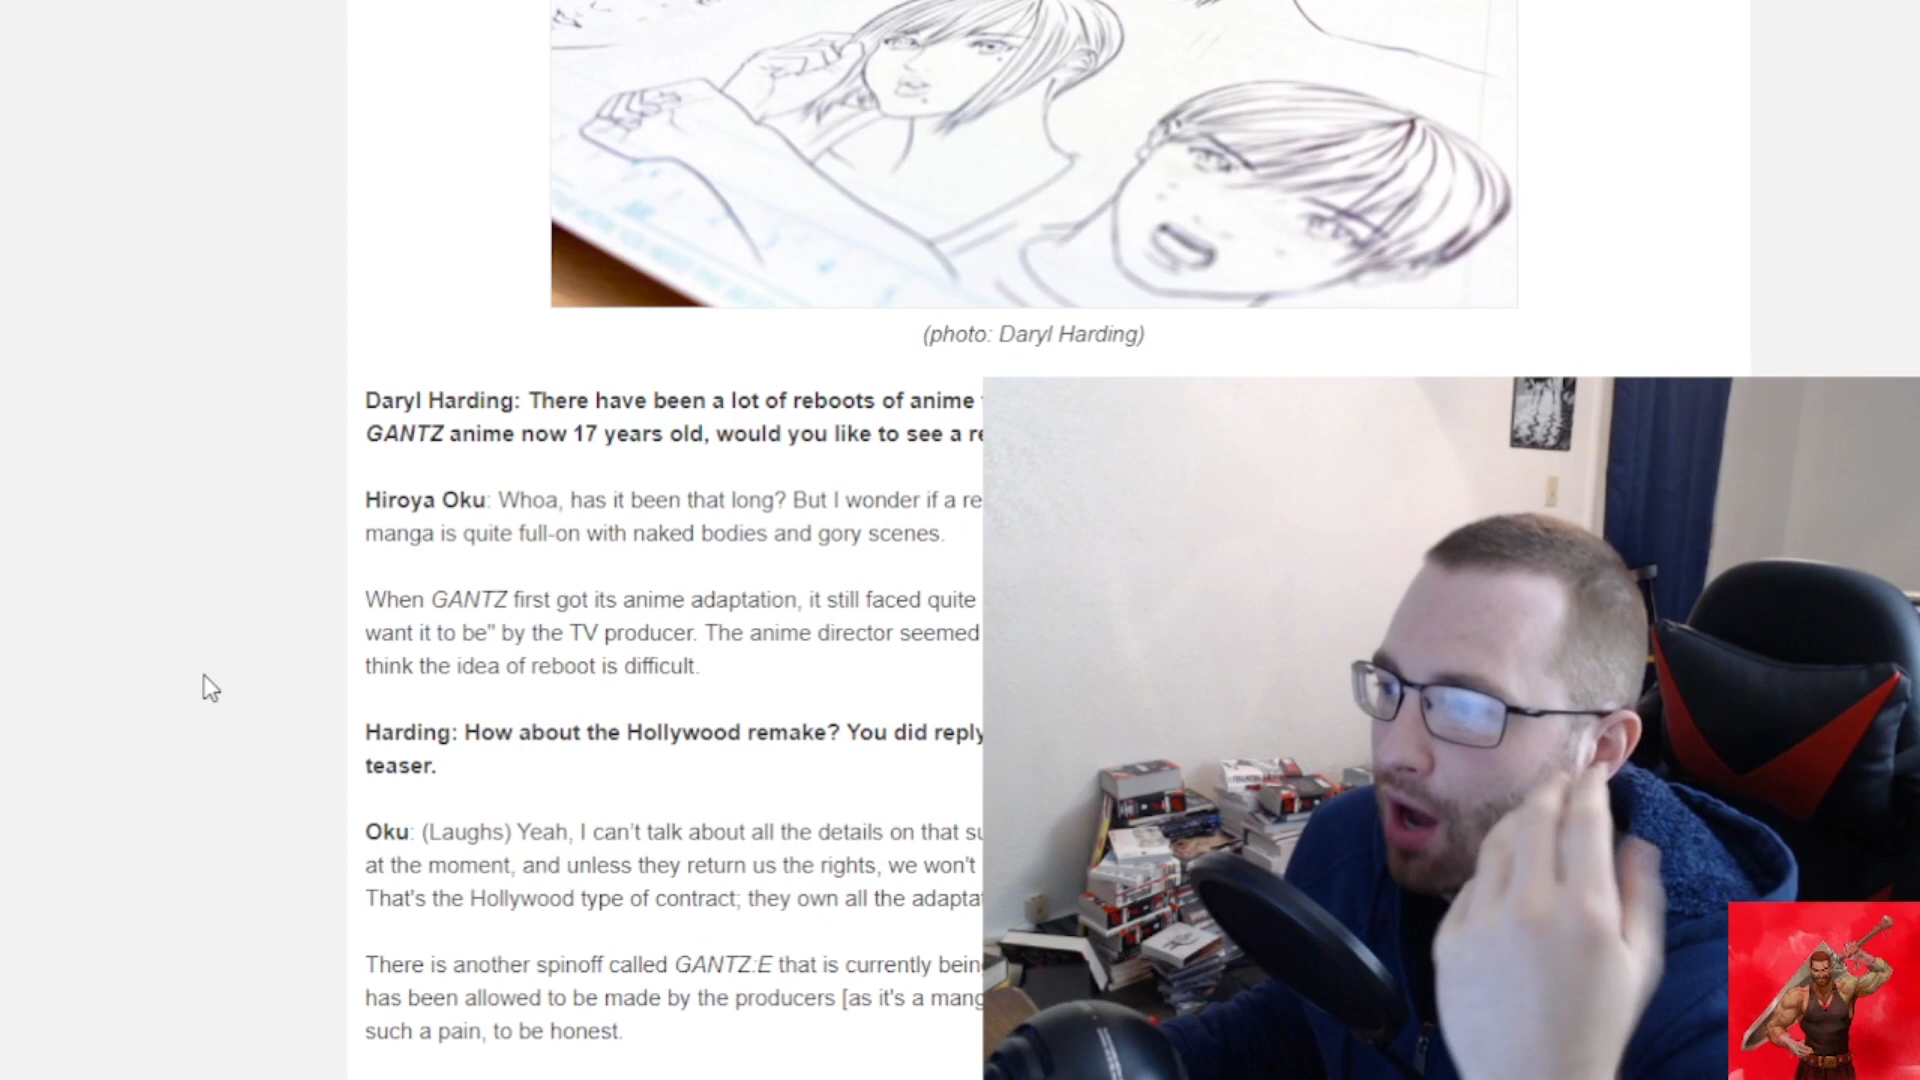 (photo: Daryl Harding)
Daryl Harding: There have been a lot of reboots of anime
GANTZ anime now 17 years old, would you like to see a re
Hiroya Oku: Whoa, has it been that long? But I wonder if a re
manga is quite full-on with naked bodies and gory scenes.
When GANTZ first got its anime adaptation, it still faced quite
want it to be" by the TV producer. The anime director seemed
think the idea of reboot is difficult.
Harding: How about the Hollywood remake? You did reply
teaser.
Oku: (Laughs) Yeah, I can't talk about all the details on that su
at the moment, and unless they return us the rights, we won't
That's the Hollywood type of contract; they own all the adapta
There is another spinoff called GANTZ:E that is currently bein
has been allowed to be made by the producers [as it's a mang
such a pain, to be honest.